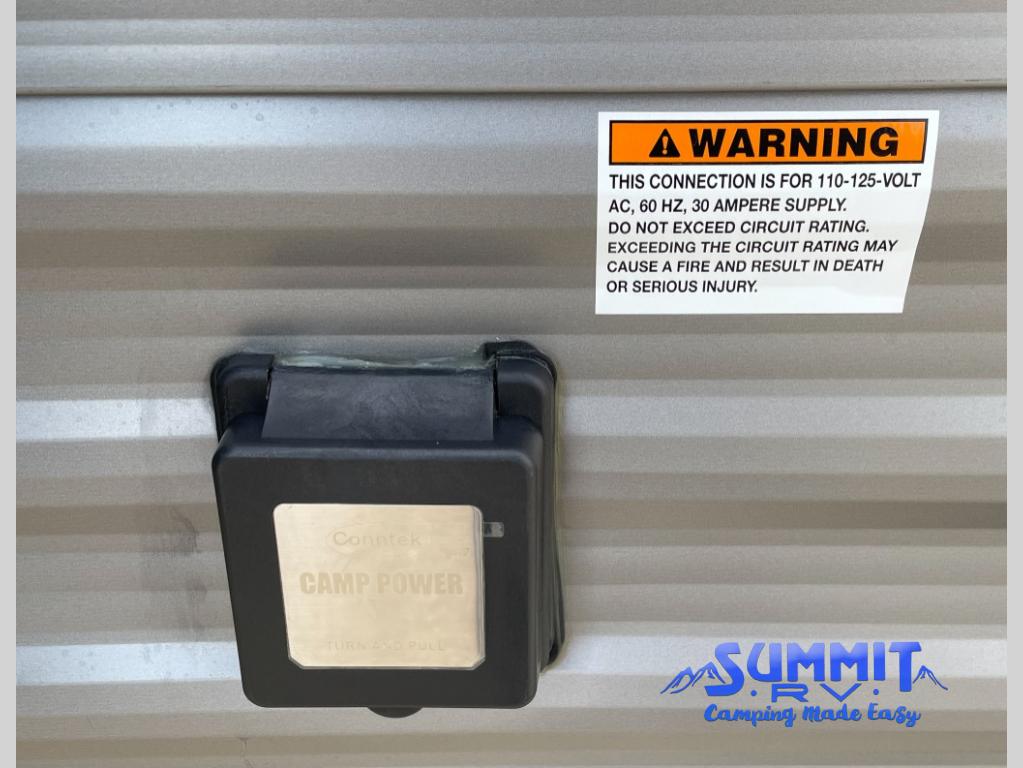 WARNING
THIS CONNECTION IS FOR 110-125-VOLT
AC, 60 HZ, 30 AMPERE SUPPLY.
DO NOT EXCEED CIRCUIT RATING.
EXCEEDING THE CIRCUIT RATING MAY
CAUSE A FIRE AND RESULT IN DEATH
OR SERIOUS INJURY.
Conntek
CAMP POWER
TURN AND PULL
SUMMIT
RV
Camping Made Easy